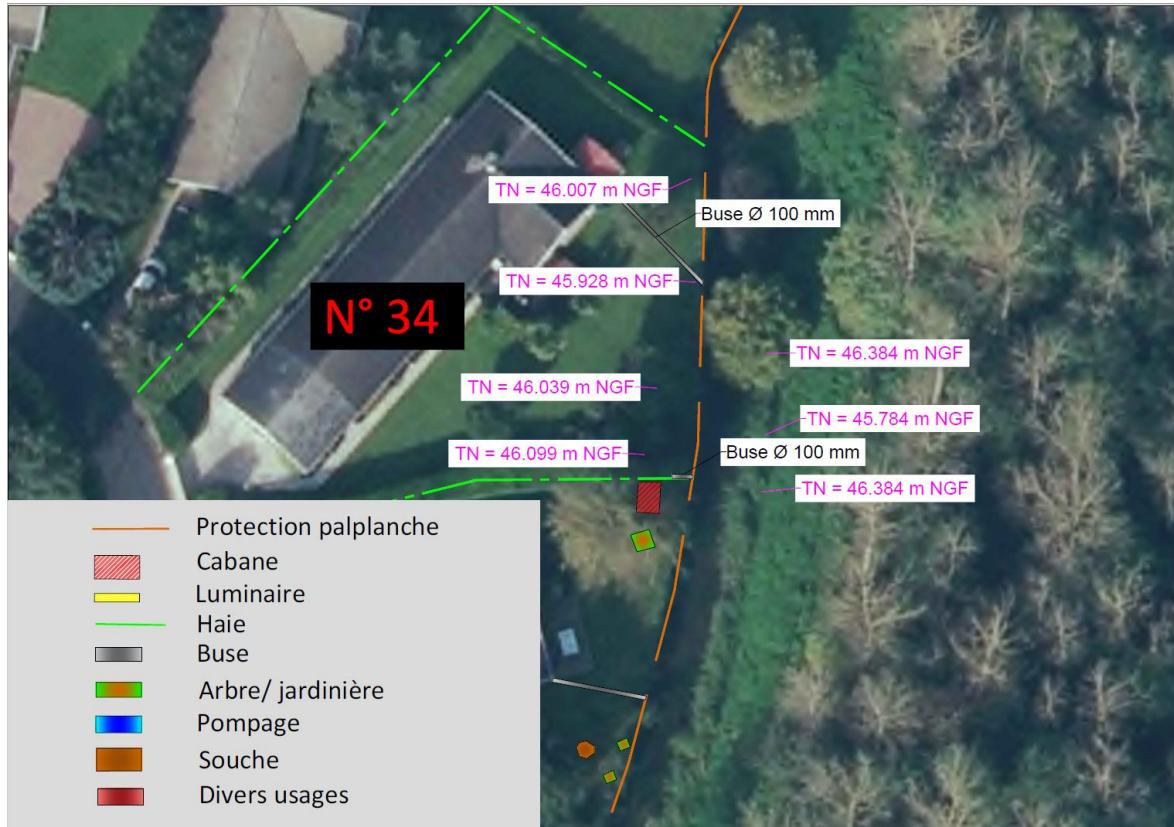 TN = 46.007 m NGF
Buse Ø 100 mm
TN = 45.928 m NGF
N° 34
TN = 46.384 m NGF
TN = 46.039 m NGF
TN = 45.784 m NGF
TN = 46.099 m NGF
Buse Ø 100 mm
TN = 46.384 m NGF
Protection palplanche
Cabane
Luminaire
Haie
Buse
Arbre/ jardinière
Pompage
Souche
Divers usages